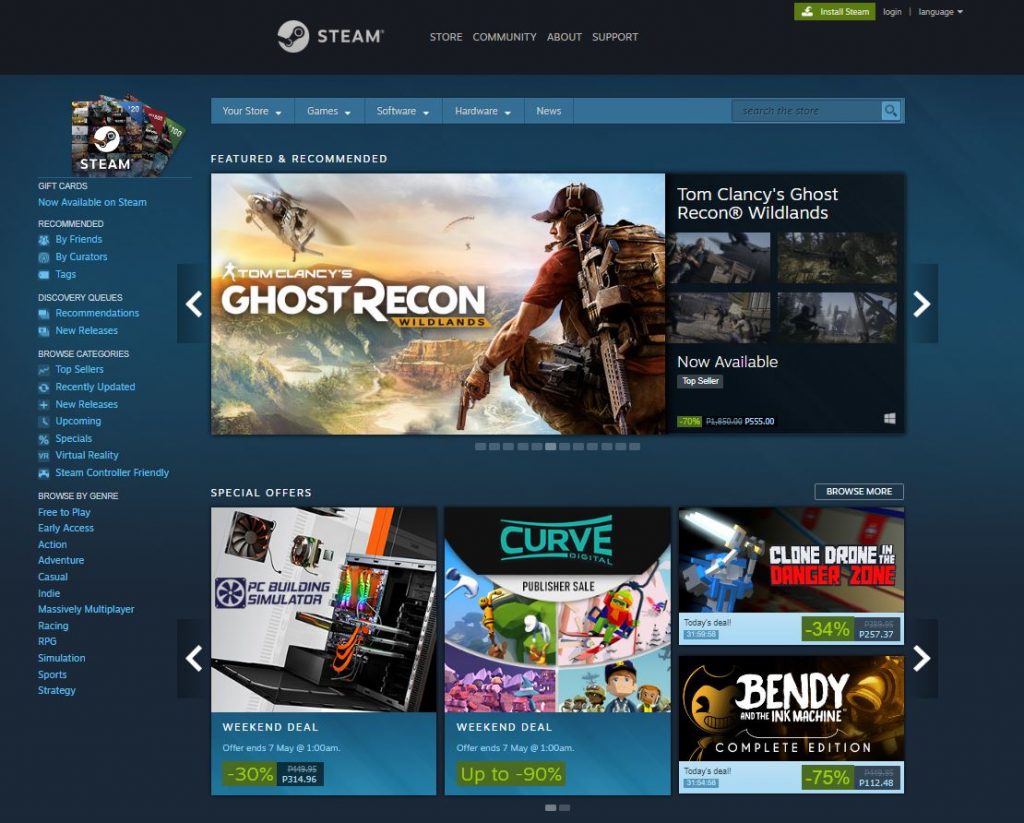 Install Steam
login | language
STEAM®
STORE COMMUNITY ABOUT SUPPORT
STEAM
Your Store Games Software Hardware News
search the store
GIFT CARDS
Now Available on Steam
RECOMMENDED
By Friends
By Curators
Tags
DISCOVERY QUEUES
Recommendations
New Releases
BROWSE CATEGORIES
Top Sellers
Recently Updated
New Releases
Upcoming
Specials
VR Virtual Reality
Steam Controller Friendly
BROWSE BY GENRE
Free to Play
Early Access
Action
Adventure
Casual
Indie
Massively Multiplayer
Racing
RPG
Simulation
Sports
Strategy
FEATURED & RECOMMENDED
TOM CLANCY'S
GHOST RECON
WILDLANDS
Tom Clancy's Ghost
Recon® Wildlands
Now Available
Top Seller
-70% P1,850.00 P555.00
SPECIAL OFFERS
BROWSE MORE
PC BUILDING
SIMULATOR
WEEKEND DEAL
Offer ends 7 May @ 1:00am.
-30% P449.95
P314.96
CURVE
DIGITAL
PUBLISHER SALE
WEEKEND DEAL
Offer ends 7 May @ 1:00am.
Up to -90%
CLONE DRONE IN THE
DANGER ZONE
Today's deal!
31:59:58
-34% P389.95
P257.37
BENDY
AND THE INK MACHINE™
COMPLETE EDITION
Today's deal!
31:54:58
-75% P449.95
P112.48